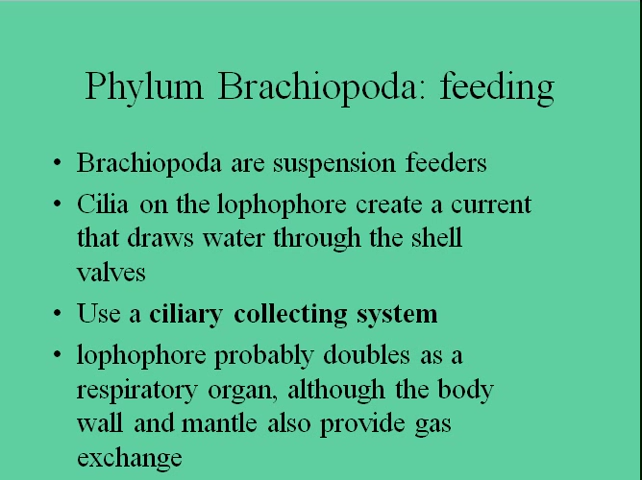 Phylum Brachiopoda: feeding
• Brachiopoda are suspension feeders
• Cilia on the lophophore create a current
that draws water through the shell
valves
• Use a ciliary collecting system
• lophophore probably doubles as a
respiratory organ, although the body
wall and mantle also provide gas
exchange